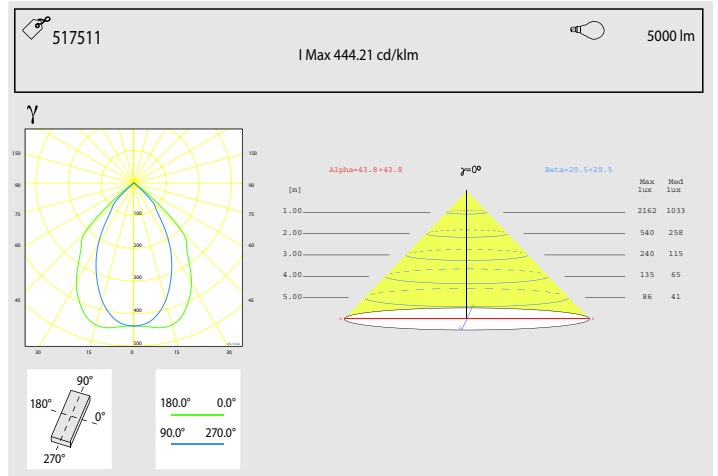 517511
5000 lm
I Max 444.21 cd/klm
γ
150 150
90 90
75 75
60 60
45 45
100
200
300
400
500
30 15 0 15 30
Alpha=43.8+43.8 γ=0º Beta=29.5+29.5
[m] Max lux Med lux
1.00 2162 1033
2.00 540 258
3.00 240 115
4.00 135 65
5.00 86 41
90°
180°
0°
270°
180.0° 0.0°
90.0° 270.0°